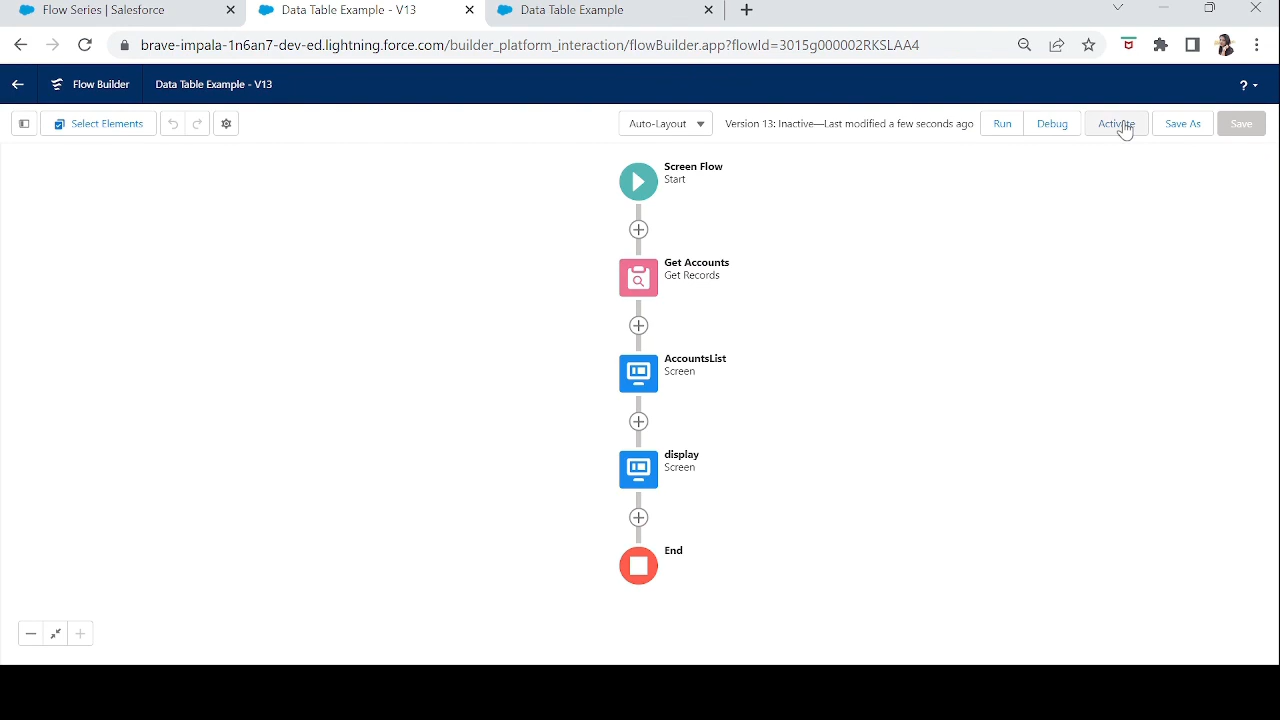 Flow Series | Salesforce
Data Table Example - V13
Data Table Example
brave-impala-1n6an7-dev-ed.lightning.force.com/builder_platform_interaction/flowBuilder.app?flowId=3015g000002RKSLAA4
Flow Builder
Data Table Example - V13
?
Select Elements
Auto-Layout
Version 13: Inactive—Last modified a few seconds ago
Run
Debug
Activate
Save As
Save
Screen Flow
Start
Get Accounts
Get Records
AccountsList
Screen
display
Screen
End